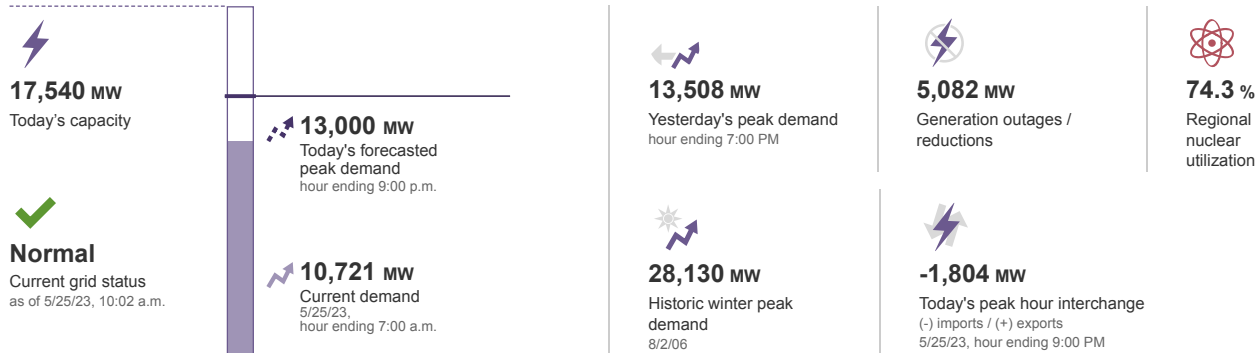 17,540 MW
Today's capacity
Normal
Current grid status
as of 5/25/23, 10:02 a.m.
13,000 MW
Today's forecasted
peak demand
hour ending 9:00 p.m.
10,721 MW
Current demand
5/25/23,
hour ending 7:00 a.m.
13,508 MW
Yesterday's peak demand
hour ending 7:00 PM
5,082 MW
Generation outages /
reductions
74.3 %
Regional
nuclear
utilization
28,130 MW
Historic winter peak
demand
8/2/06
-1,804 MW
Today's peak hour interchange
(-) imports / (+) exports
5/25/23, hour ending 9:00 PM